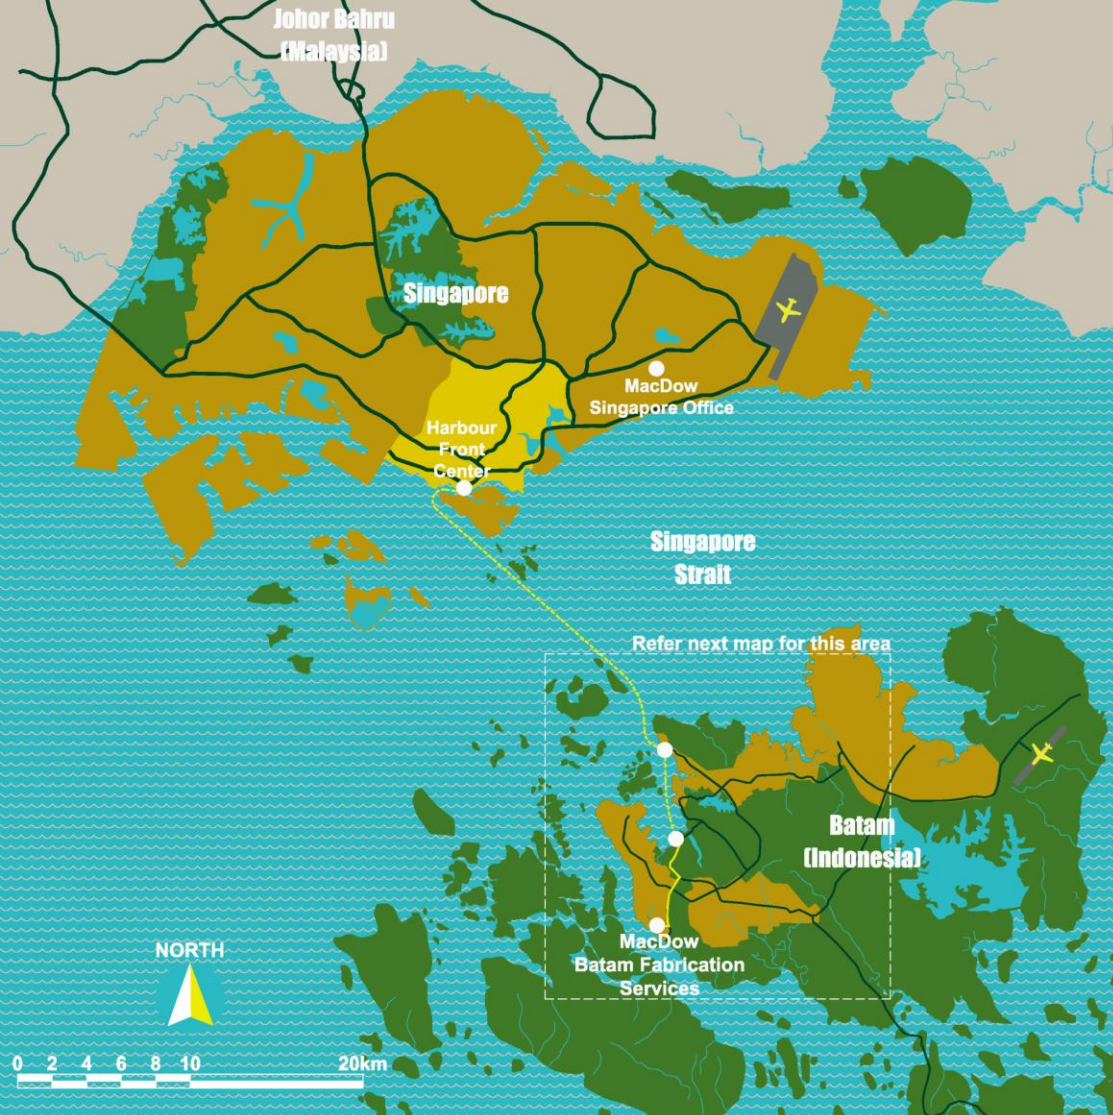 Johor Bahru
(Malaysia)
Singapore
MacDow
Singapore Office
Harbour
Front
Center
Singapore
Strait
Refer next map for this area
Batam
(Indonesia)
MacDow
Batam Fabrication
Services
NORTH
0 2 4 6 8 10 20km